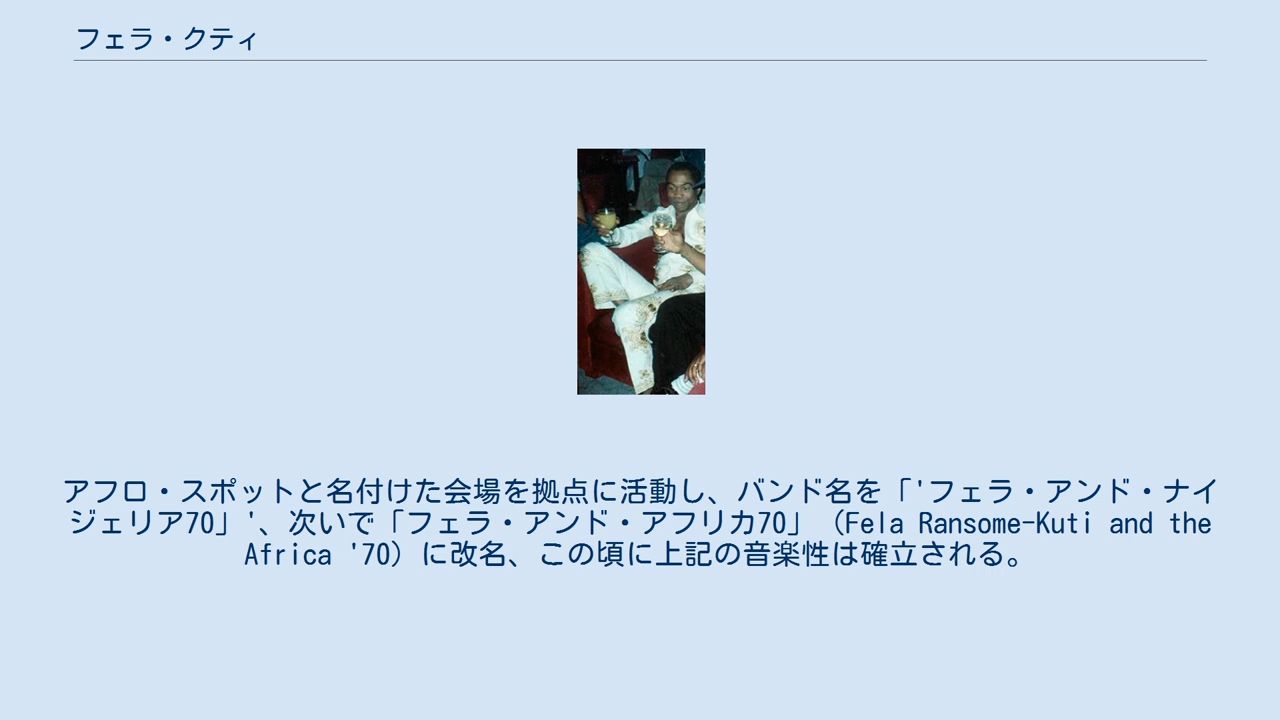 フェラ・クティ
アフロ・スポットと名付けた会場を拠点に活動し、バンド名を「'フェラ・アンド・ナイ
ジェリア70」'、次いで「フェラ・アンド・アフリカ70」（Fela Ransome-Kuti and the
Africa '70）に改名、この頃に上記の音楽性は確立される。